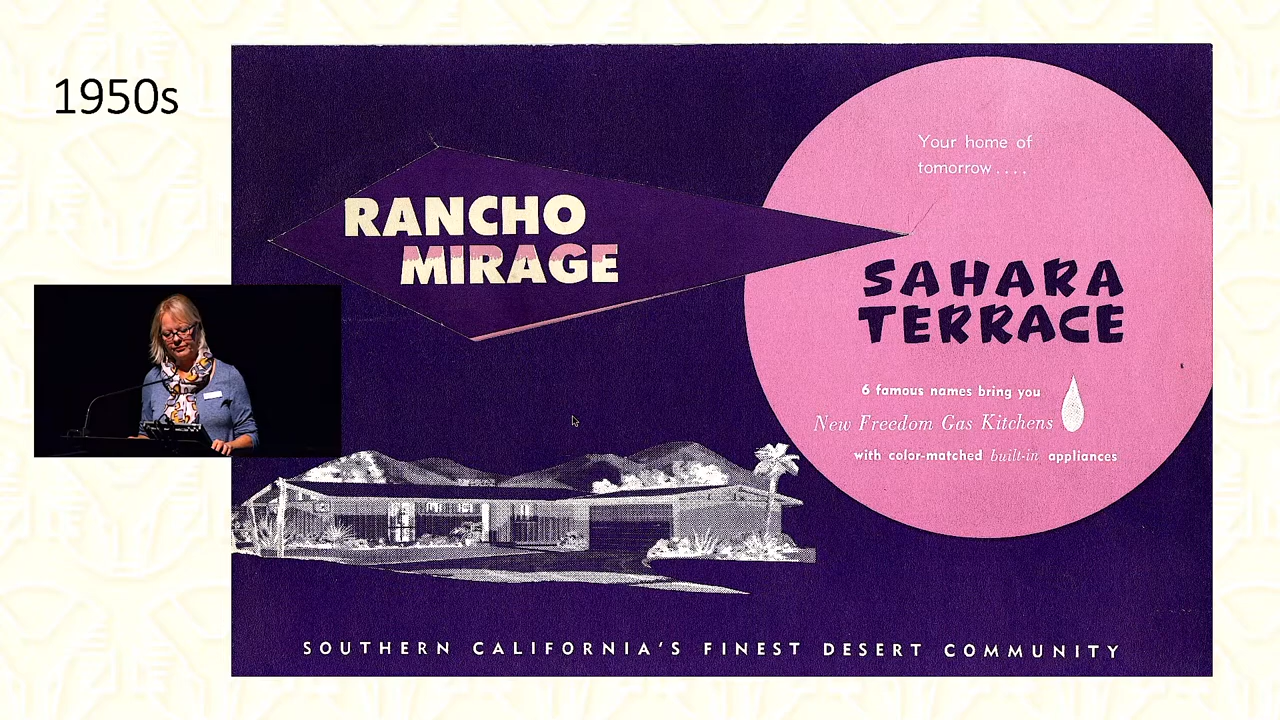 1950s
RANCHO
MIRAGE
Your home of
tomorrow....
SAHARA
TERRACE
6 famous names bring you
New Freedom Gas Kitchens
with color-matched built-in appliances
SOUTHERN CALIFORNIA'S FINEST DESERT COMMUNITY